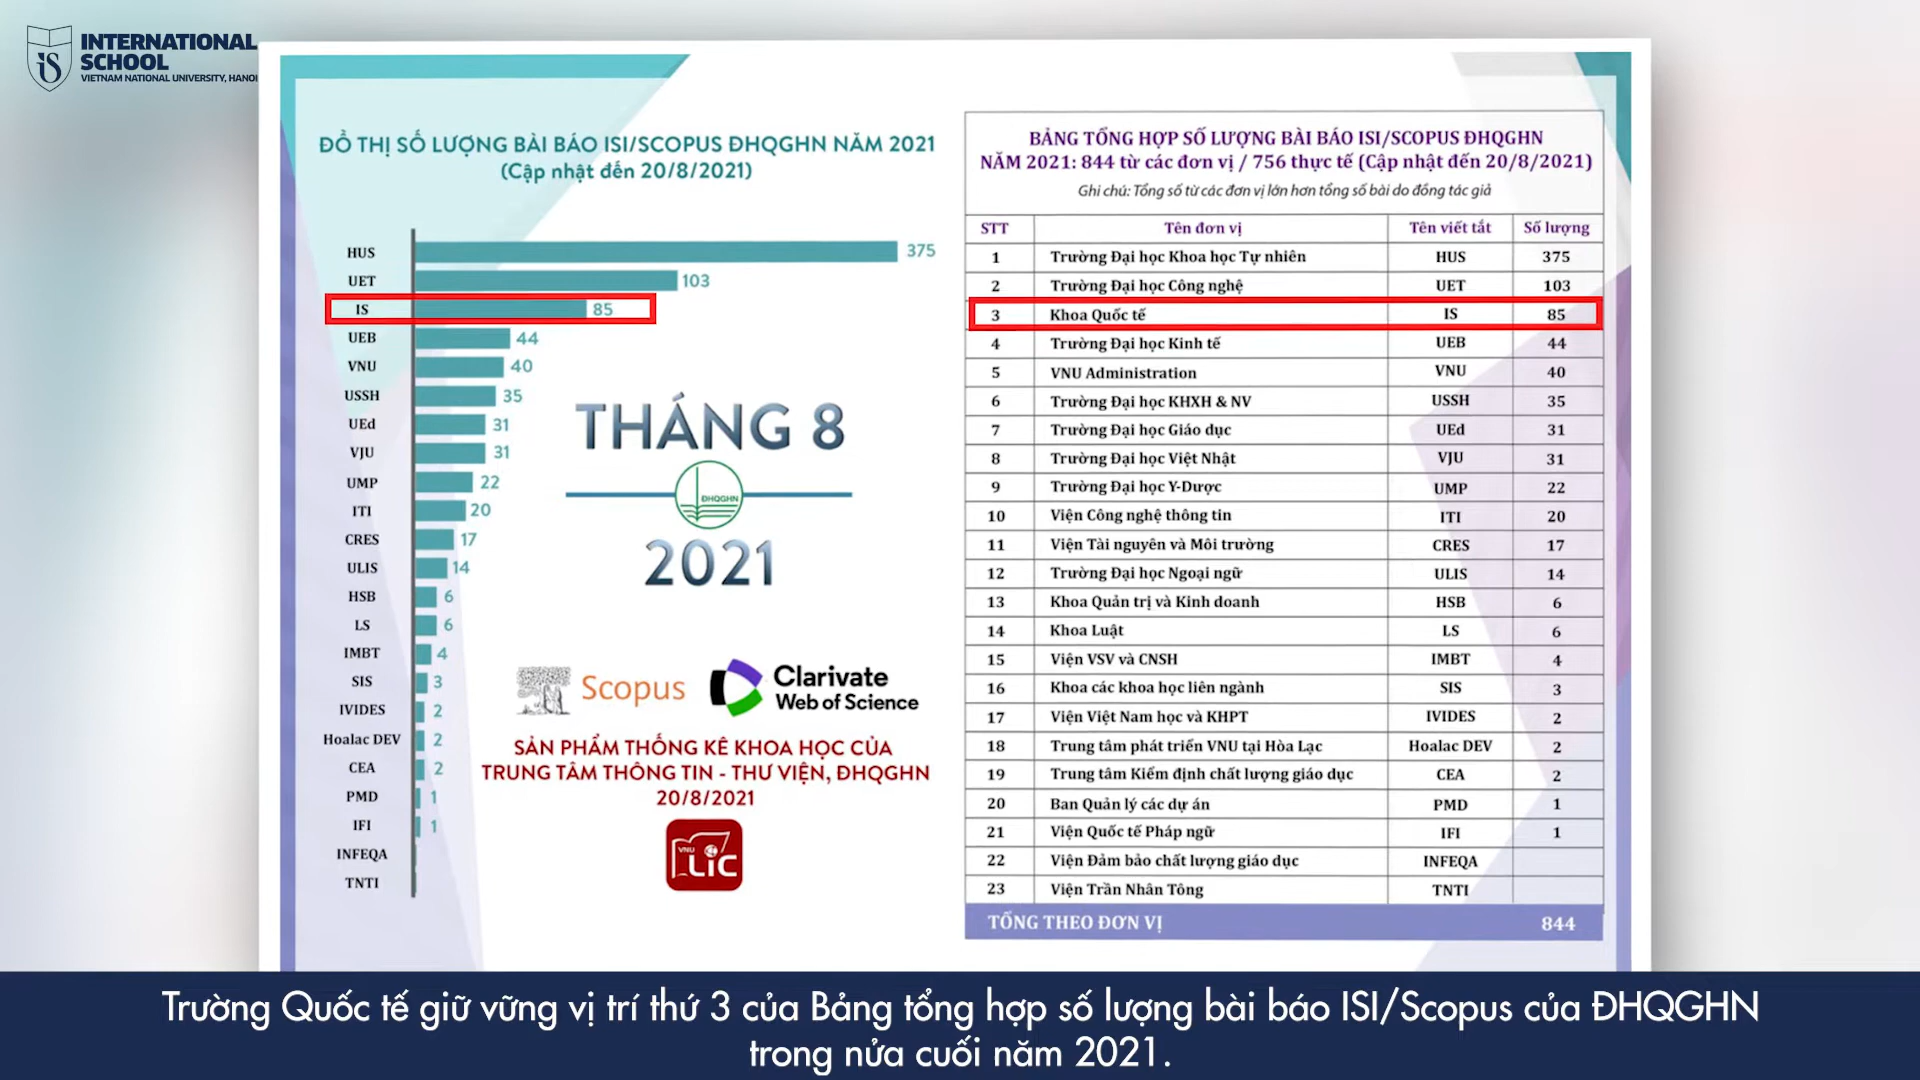 INTERNATIONAL
SCHOOL
VIETNAM NATIONAL UNIVERSITY, HANOI
ĐỒ THỊ SỐ LƯỢNG BÀI BÁO ISI/SCOPUS ĐHQGHN NĂM 2021
(Cập nhật đến 20/8/2021)
HUS 375
UET 103
IS 85
UEB 44
VNU 40
USSH 35
UEd 31
VJU 31
UMP 22
ITI 20
CRES 17
ULIS 14
HSB 6
LS 6
IMBT 4
SIS 3
IVIDES 2
Hoalac DEV 2
CEA 2
PMD 1
IFI 1
INFEQA
TNTI
THÁNG 8
ĐHQGHN
2021
Scopus
Clarivate
Web of Science
SẢN PHẨM THỐNG KÊ KHOA HỌC CỦA
TRUNG TÂM THÔNG TIN - THƯ VIỆN, ĐHQGHN
20/8/2021
VNU
LIC
BẢNG TỔNG HỢP SỐ LƯỢNG BÀI BÁO ISI/SCOPUS ĐHQGHN
NĂM 2021: 844 từ các đơn vị / 756 thực tế (Cập nhật đến 20/8/2021)
Ghi chú: Tổng số từ các đơn vị lớn hơn tổng số bài do đồng tác giả
STT Tên đơn vị Tên viết tắt Số lượng
1 Trường Đại học Khoa học Tự nhiên HUS 375
2 Trường Đại học Công nghệ UET 103
3 Khoa Quốc tế IS 85
4 Trường Đại học Kinh tế UEB 44
5 VNU Administration VNU 40
6 Trường Đại học KHXH & NV USSH 35
7 Trường Đại học Giáo dục UEd 31
8 Trường Đại học Việt Nhật VJU 31
9 Trường Đại học Y-Dược UMP 22
10 Viện Công nghệ thông tin ITI 20
11 Viện Tài nguyên và Môi trường CRES 17
12 Trường Đại học Ngoại ngữ ULIS 14
13 Khoa Quản trị và Kinh doanh HSB 6
14 Khoa Luật LS 6
15 Viện VSV và CNSH IMBT 4
16 Khoa các khoa học liên ngành SIS 3
17 Viện Việt Nam học và KHPT IVIDES 2
18 Trung tâm phát triển VNU tại Hòa Lạc Hoalac DEV 2
19 Trung tâm Kiểm định chất lượng giáo dục CEA 2
20 Ban Quản lý các dự án PMD 1
21 Viện Quốc tế Pháp ngữ IFI 1
22 Viện Đảm bảo chất lượng giáo dục INFEQA
23 Viện Trần Nhân Tông TNTI
TỔNG THEO ĐƠN VỊ 844
Trường Quốc tế giữ vững vị trí thứ 3 của Bảng tổng hợp số lượng bài báo ISI/Scopus của ĐHQGHN
trong nửa cuối năm 2021.